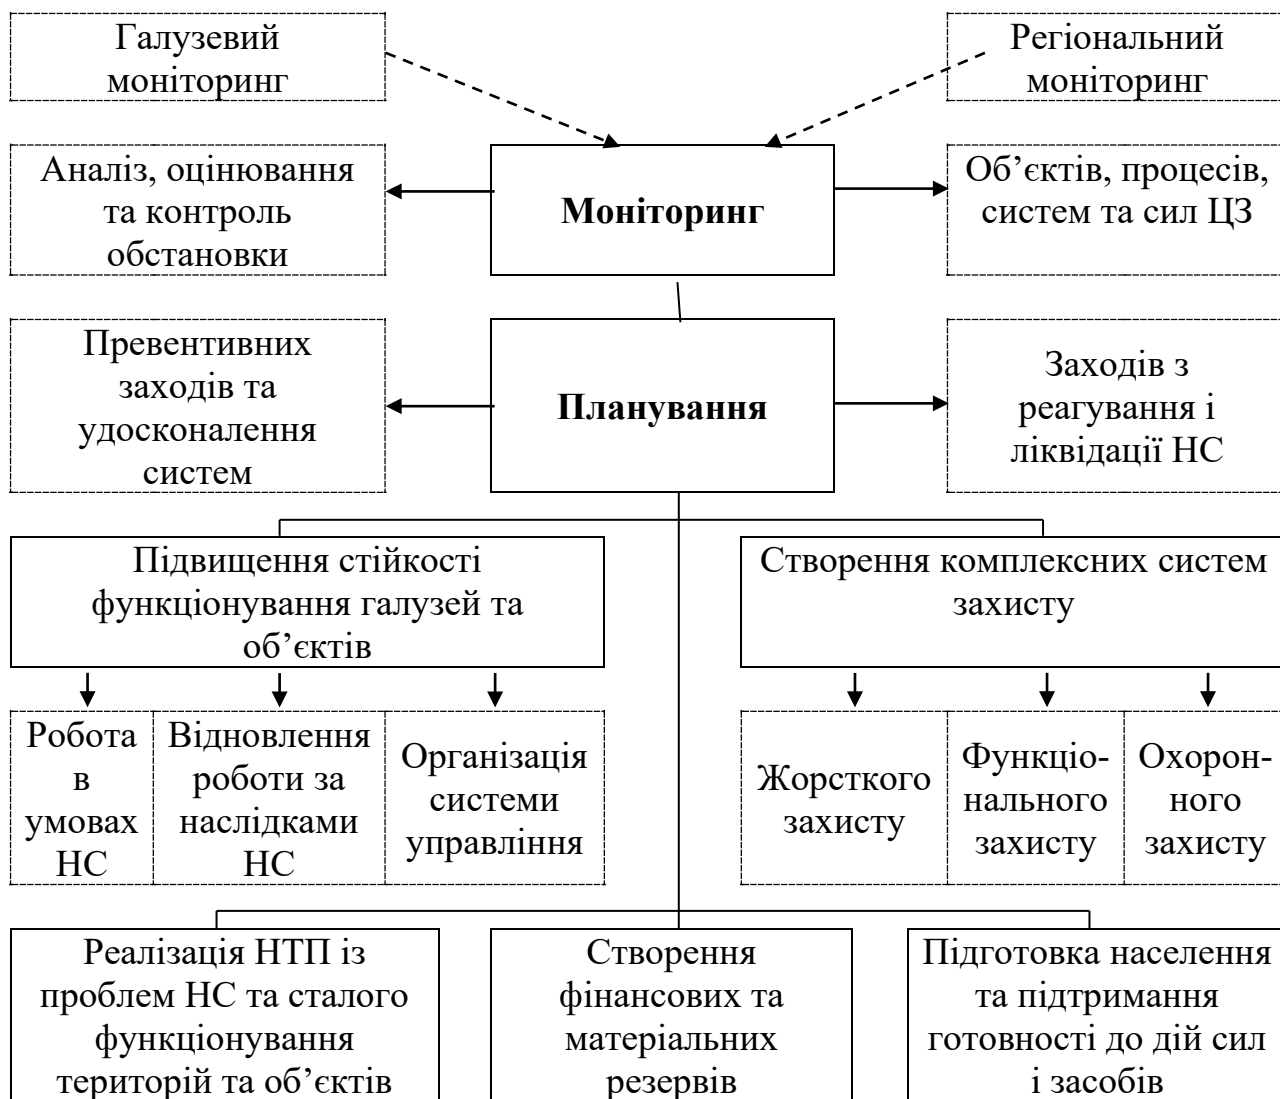 Галузевий
моніторинг
Регіональний
моніторинг
Аналіз, оцінювання
та контроль
обстановки
Моніторинг
Об’єктів, процесів,
систем та сил ЦЗ
Превентивних
заходів та
удосконалення
систем
Планування
Заходів з
реагування і
ліквідації НС
Підвищення стійкості
функціонування галузей та
об’єктів
Створення комплексних систем
захисту
Робота
в
умовах
НС
Відновлення
роботи за
наслідками
НС
Організація
системи
управління
Жорсткого
захисту
Функціо-
нального
захисту
Охорон-
ного
захисту
Реалізація НТП із
проблем НС та сталого
функціонування
територій та об’єктів
Створення
фінансових та
матеріальних
резервів
Підготовка населення
та підтримання
готовності до дій сил
і засобів